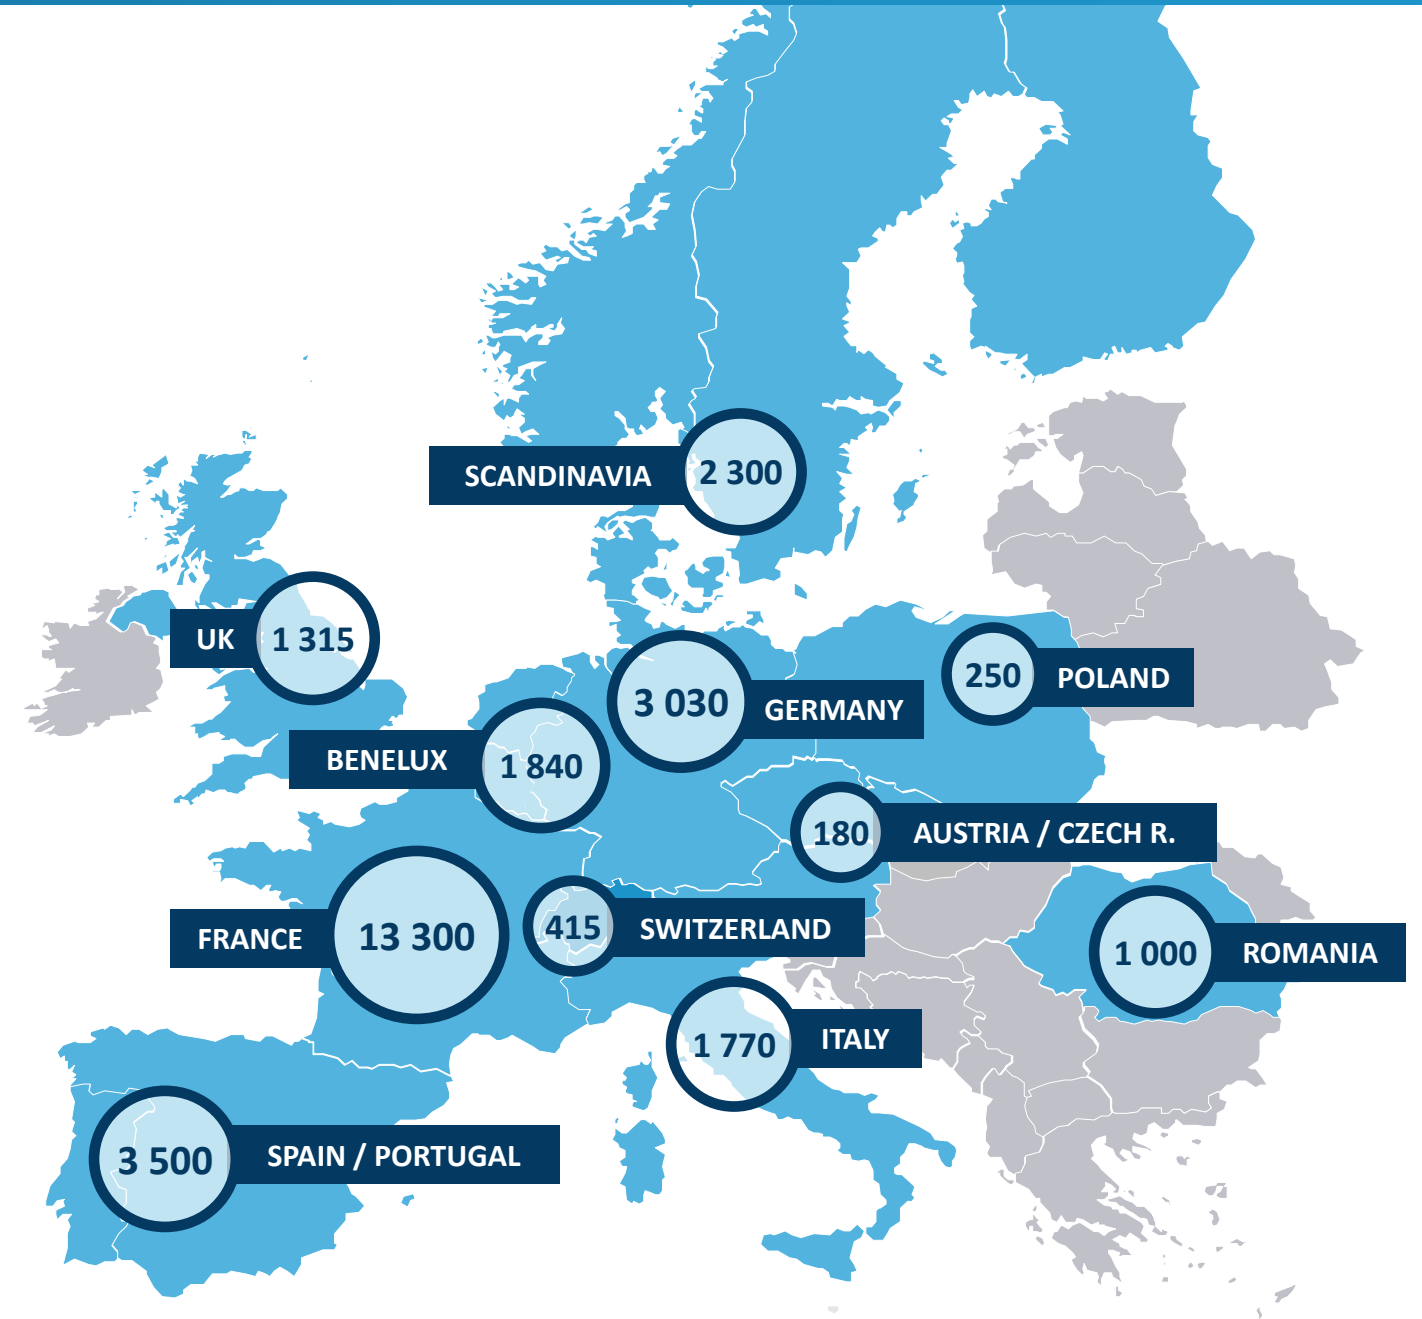 SCANDINAVIA 2 300
UK 1 315
3 030 GERMANY
250 POLAND
BENELUX 1 840
180 AUSTRIA / CZECH R.
FRANCE 13 300
415 SWITZERLAND
1 000 ROMANIA
1 770 ITALY
3 500 SPAIN / PORTUGAL